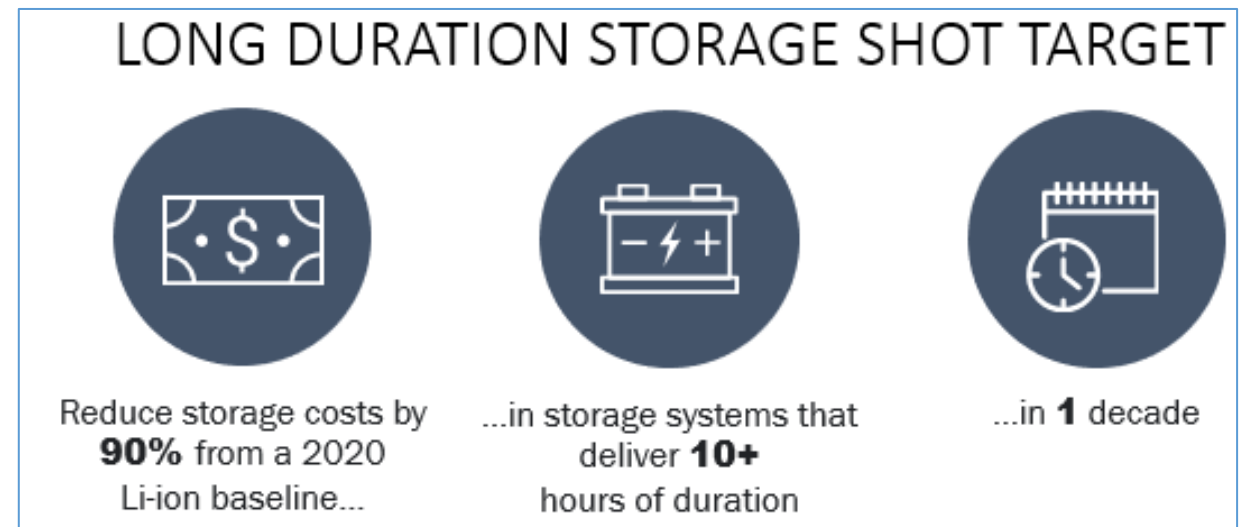 LONG DURATION STORAGE SHOT TARGET
$
Reduce storage costs by
90% from a 2020
Li-ion baseline...
...in storage systems that
deliver 10+
hours of duration
...in 1 decade